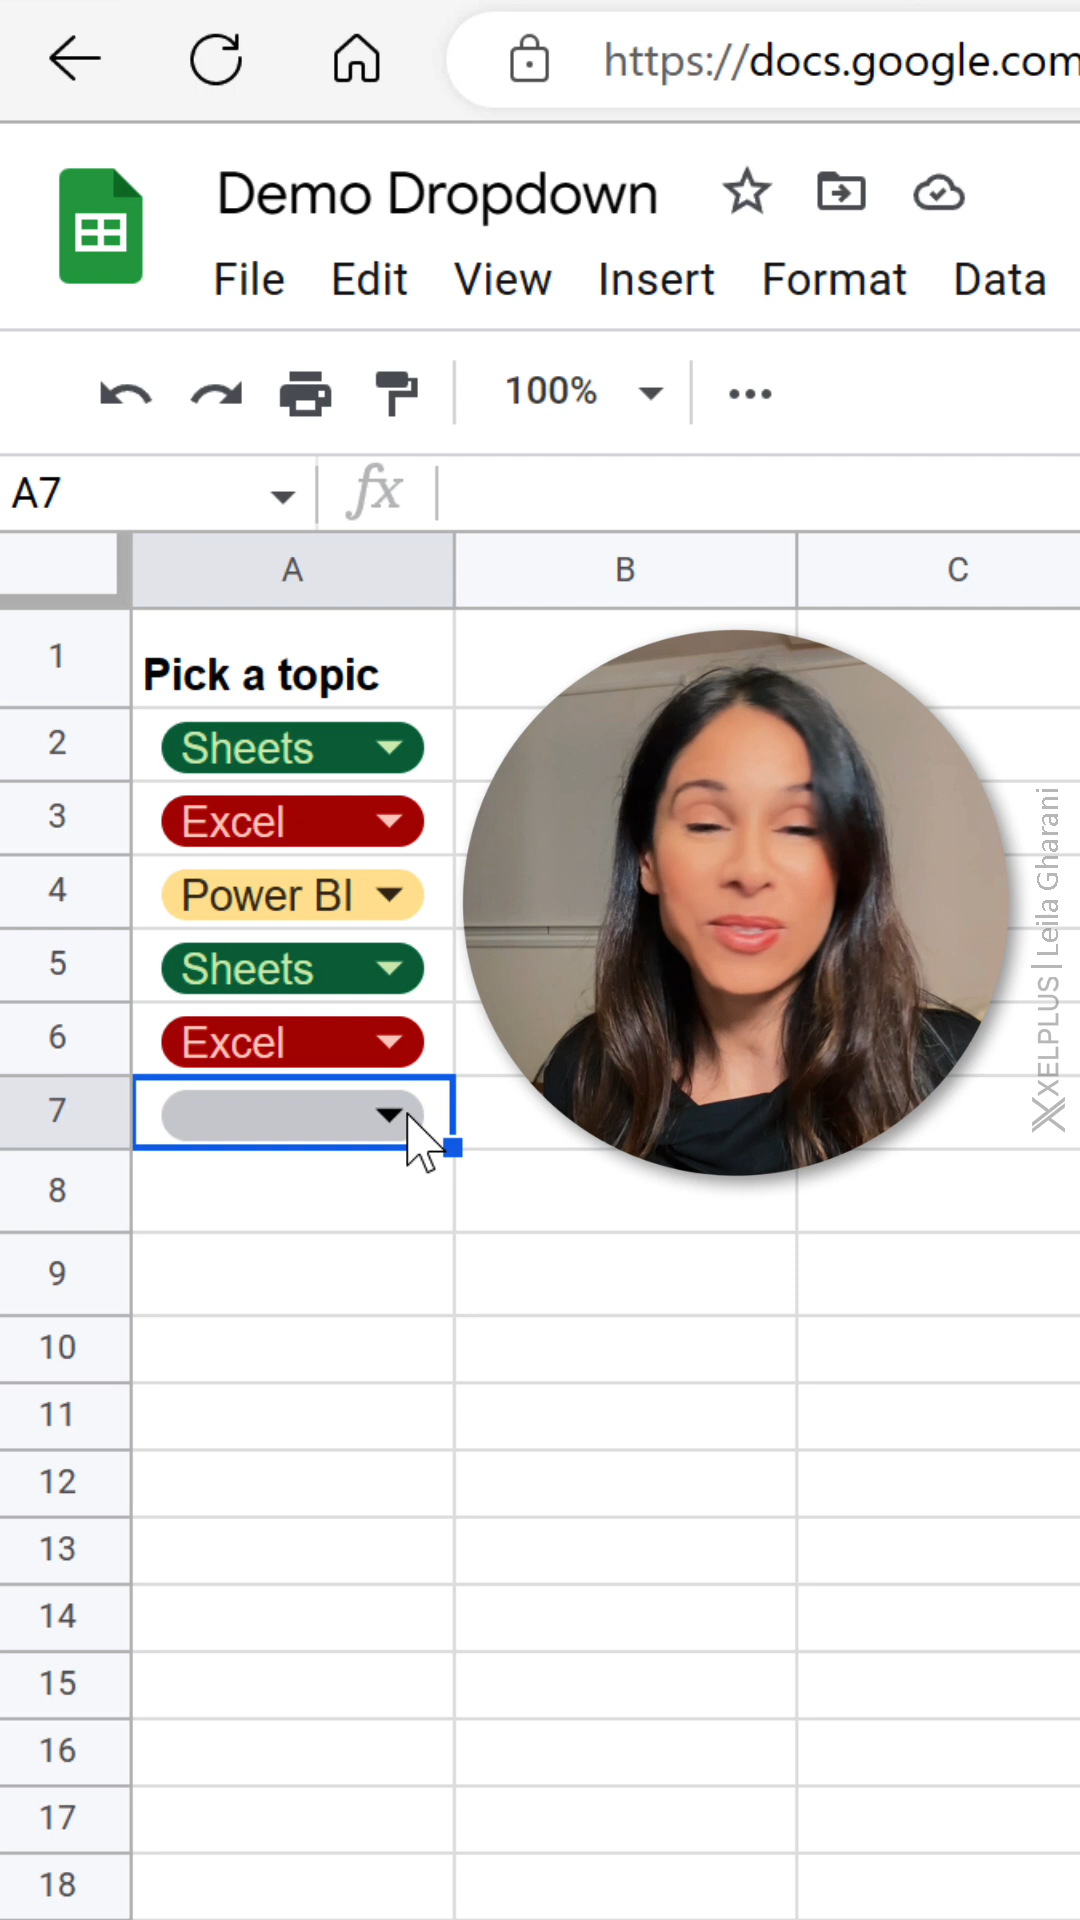 https://docs.google.com
Demo Dropdown
File Edit View Insert Format Data
100%
A7 fx
A B C
1 Pick a topic
2 Sheets
3 Excel
4 Power BI
5 Sheets
6 Excel
7
8
9
10
11
12
13
14
15
16
17
18
XELPLUS | Leila Gharani